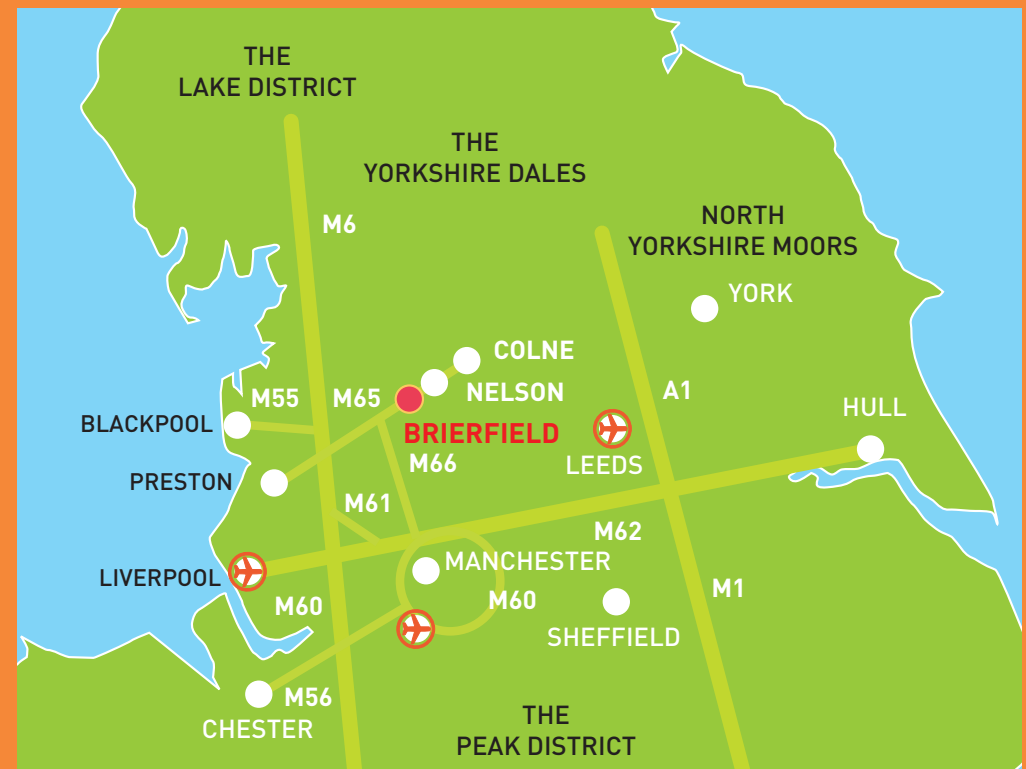 THE
LAKE DISTRICT
THE
YORKSHIRE DALES
M6
NORTH
YORKSHIRE MOORS
YORK
COLNE
NELSON
A1
M55
M65
HULL
BLACKPOOL
BRIERFIELD
LEEDS
M66
PRESTON
M61
M62
MANCHESTER
LIVERPOOL
M60
M60
M1
SHEFFIELD
M56
CHESTER
THE
PEAK DISTRICT